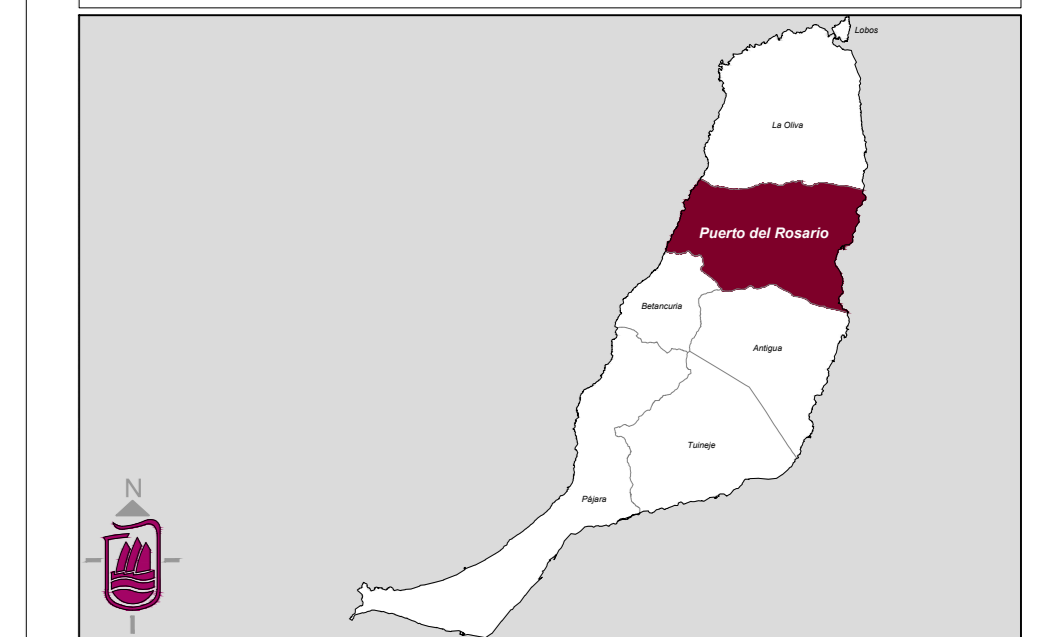 Lobos
La Oliva
Puerto del Rosario
Betancuria
Antigua
Tuineje
Pájara
N